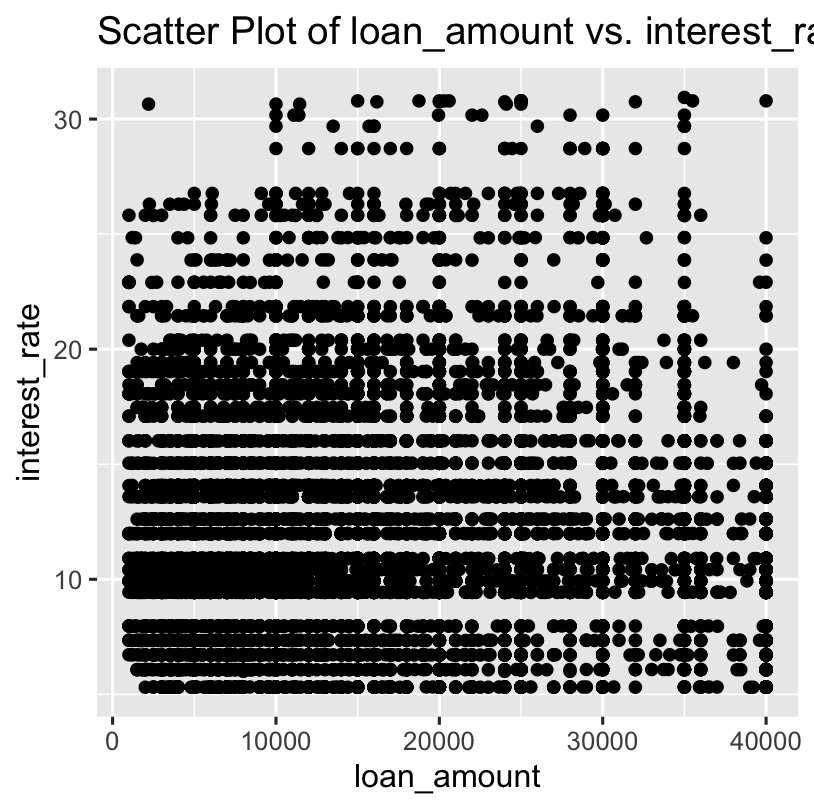 Scatter Plot of loan_amount vs. interest_ra
30
20
10
interest_rate
0 10000 20000 30000 40000
loan_amount